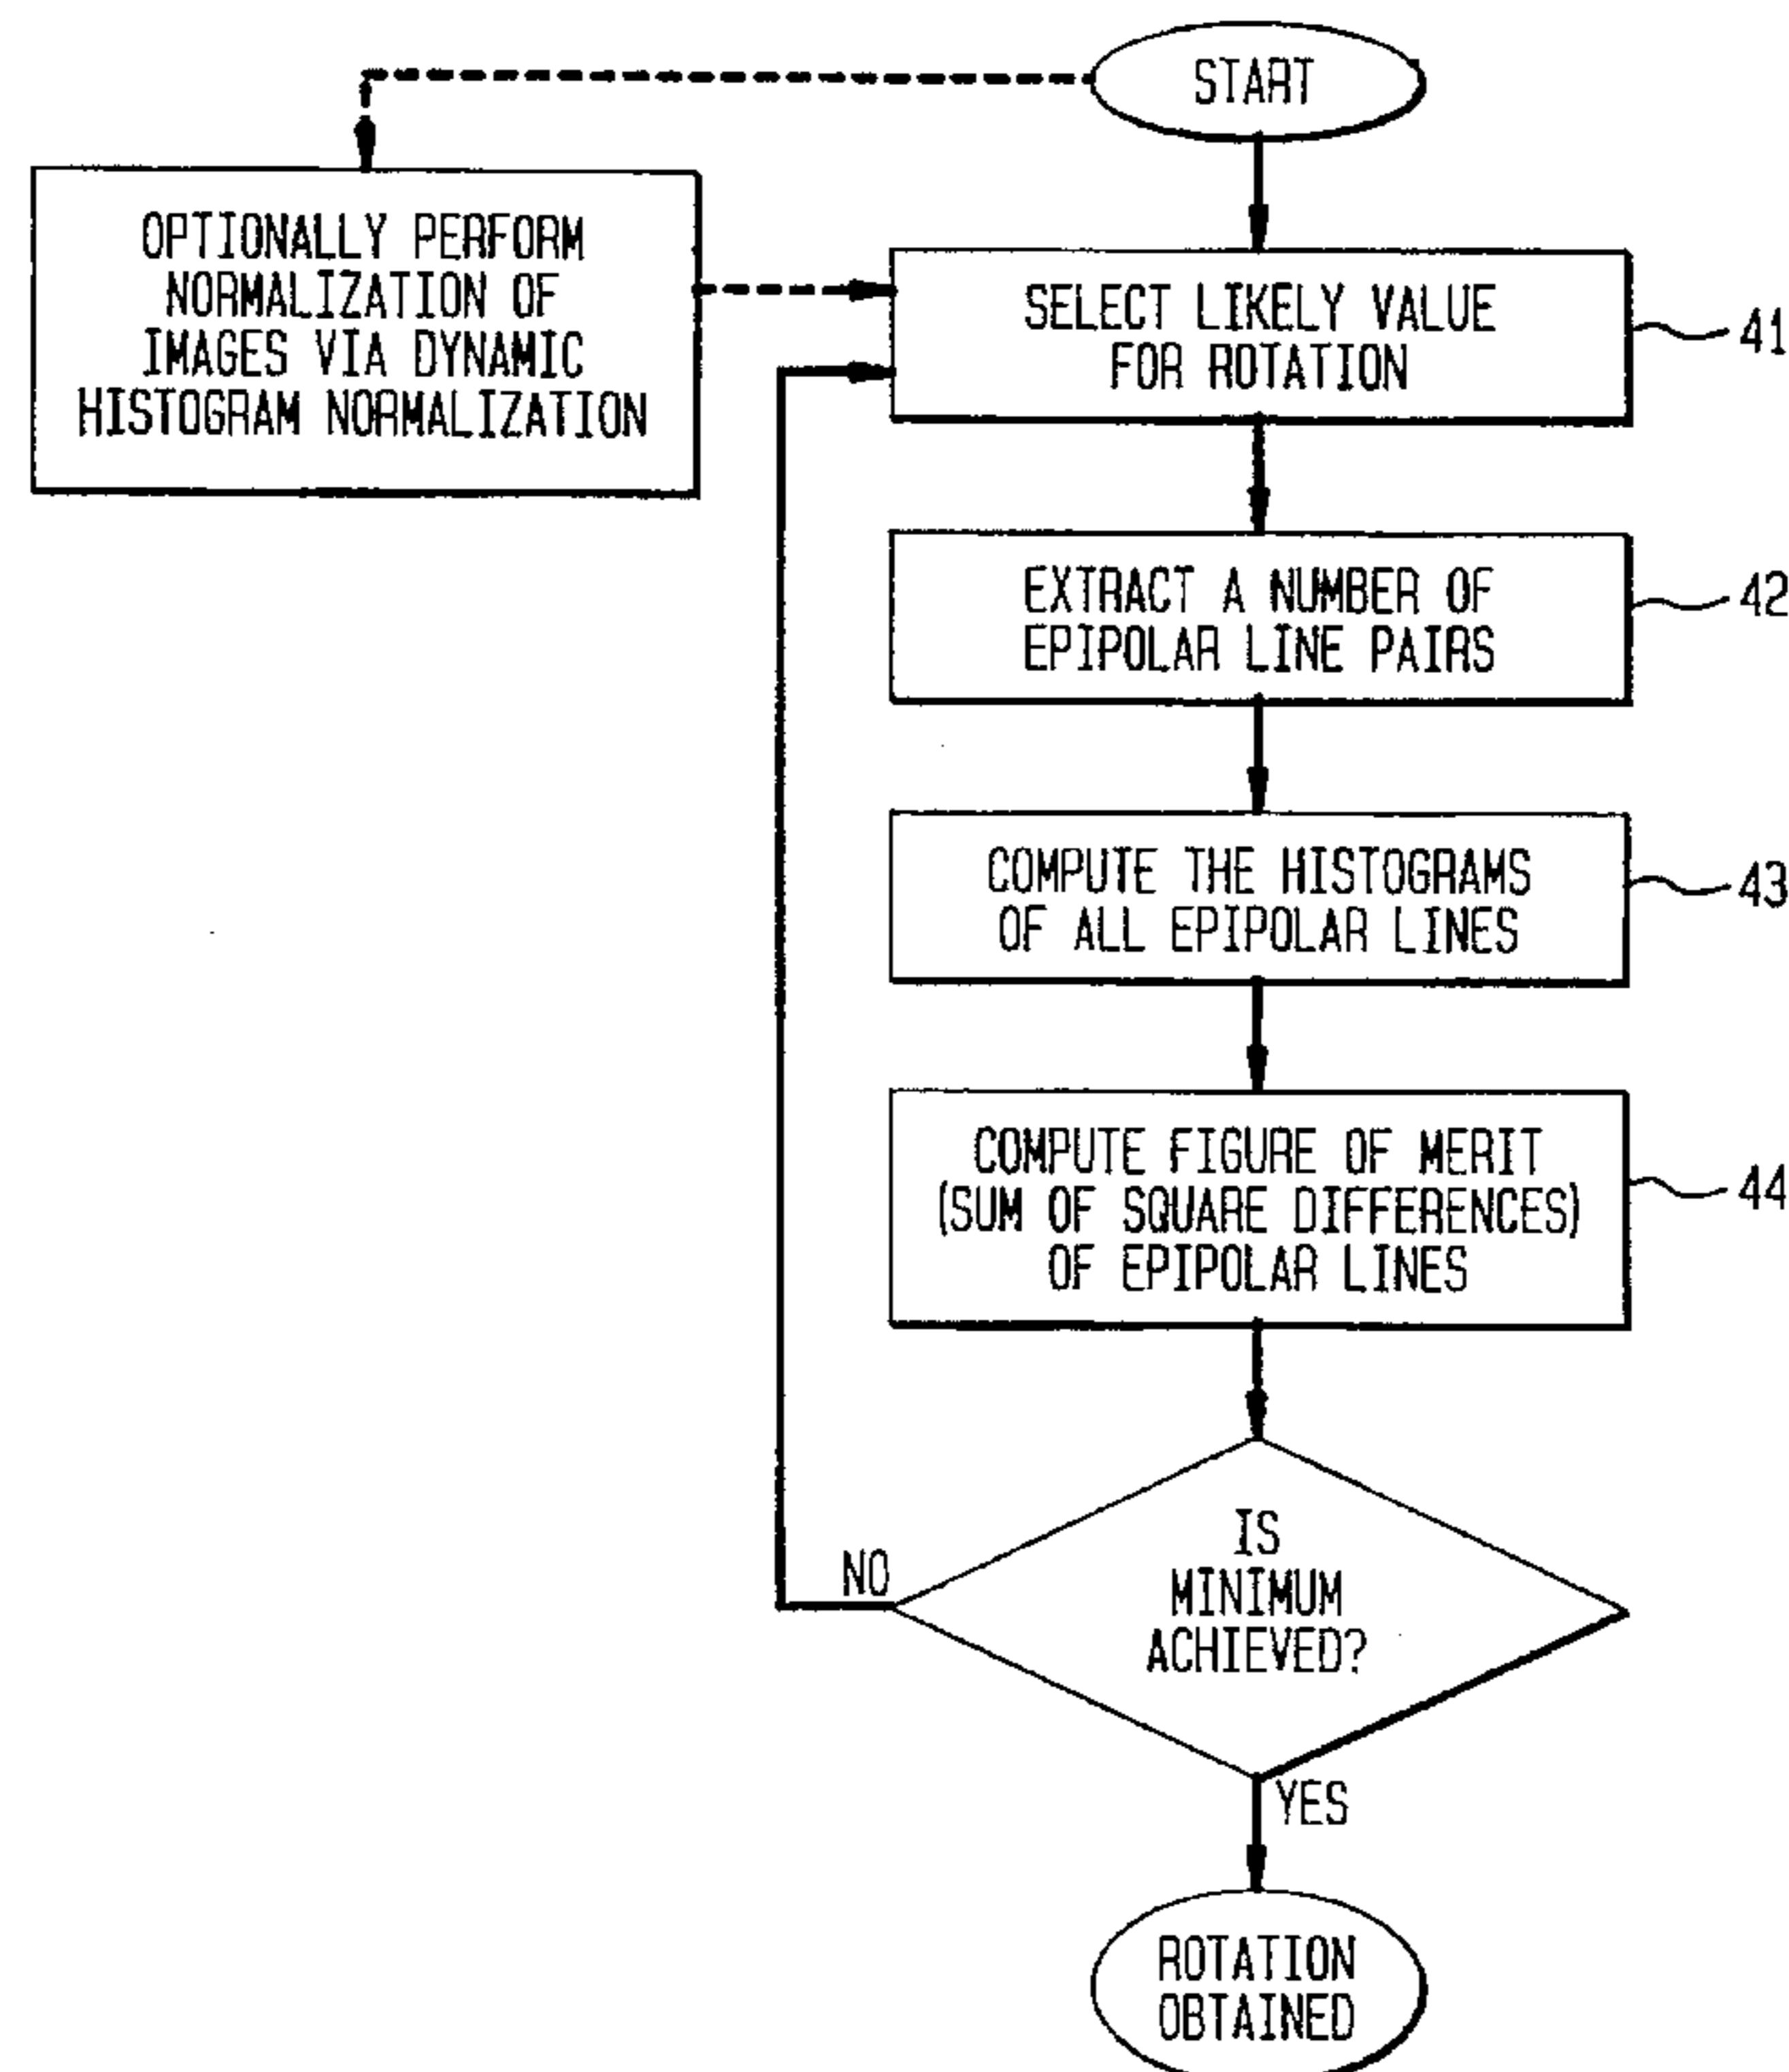 START
OPTIONALLY PERFORM
NORMALIZATION OF
IMAGES VIA DYNAMIC
HISTOGRAM NORMALIZATION
SELECT LIKELY VALUE
FOR ROTATION
41
EXTRACT A NUMBER OF
EPIPOLAR LINE PAIRS
42
COMPUTE THE HISTOGRAMS
OF ALL EPIPOLAR LINES
43
COMPUTE FIGURE OF MERIT
(SUM OF SQUARE DIFFERENCES)
OF EPIPOLAR LINES
44
IS
MINIMUM
ACHIEVED?
NO
YES
ROTATION
OBTAINED